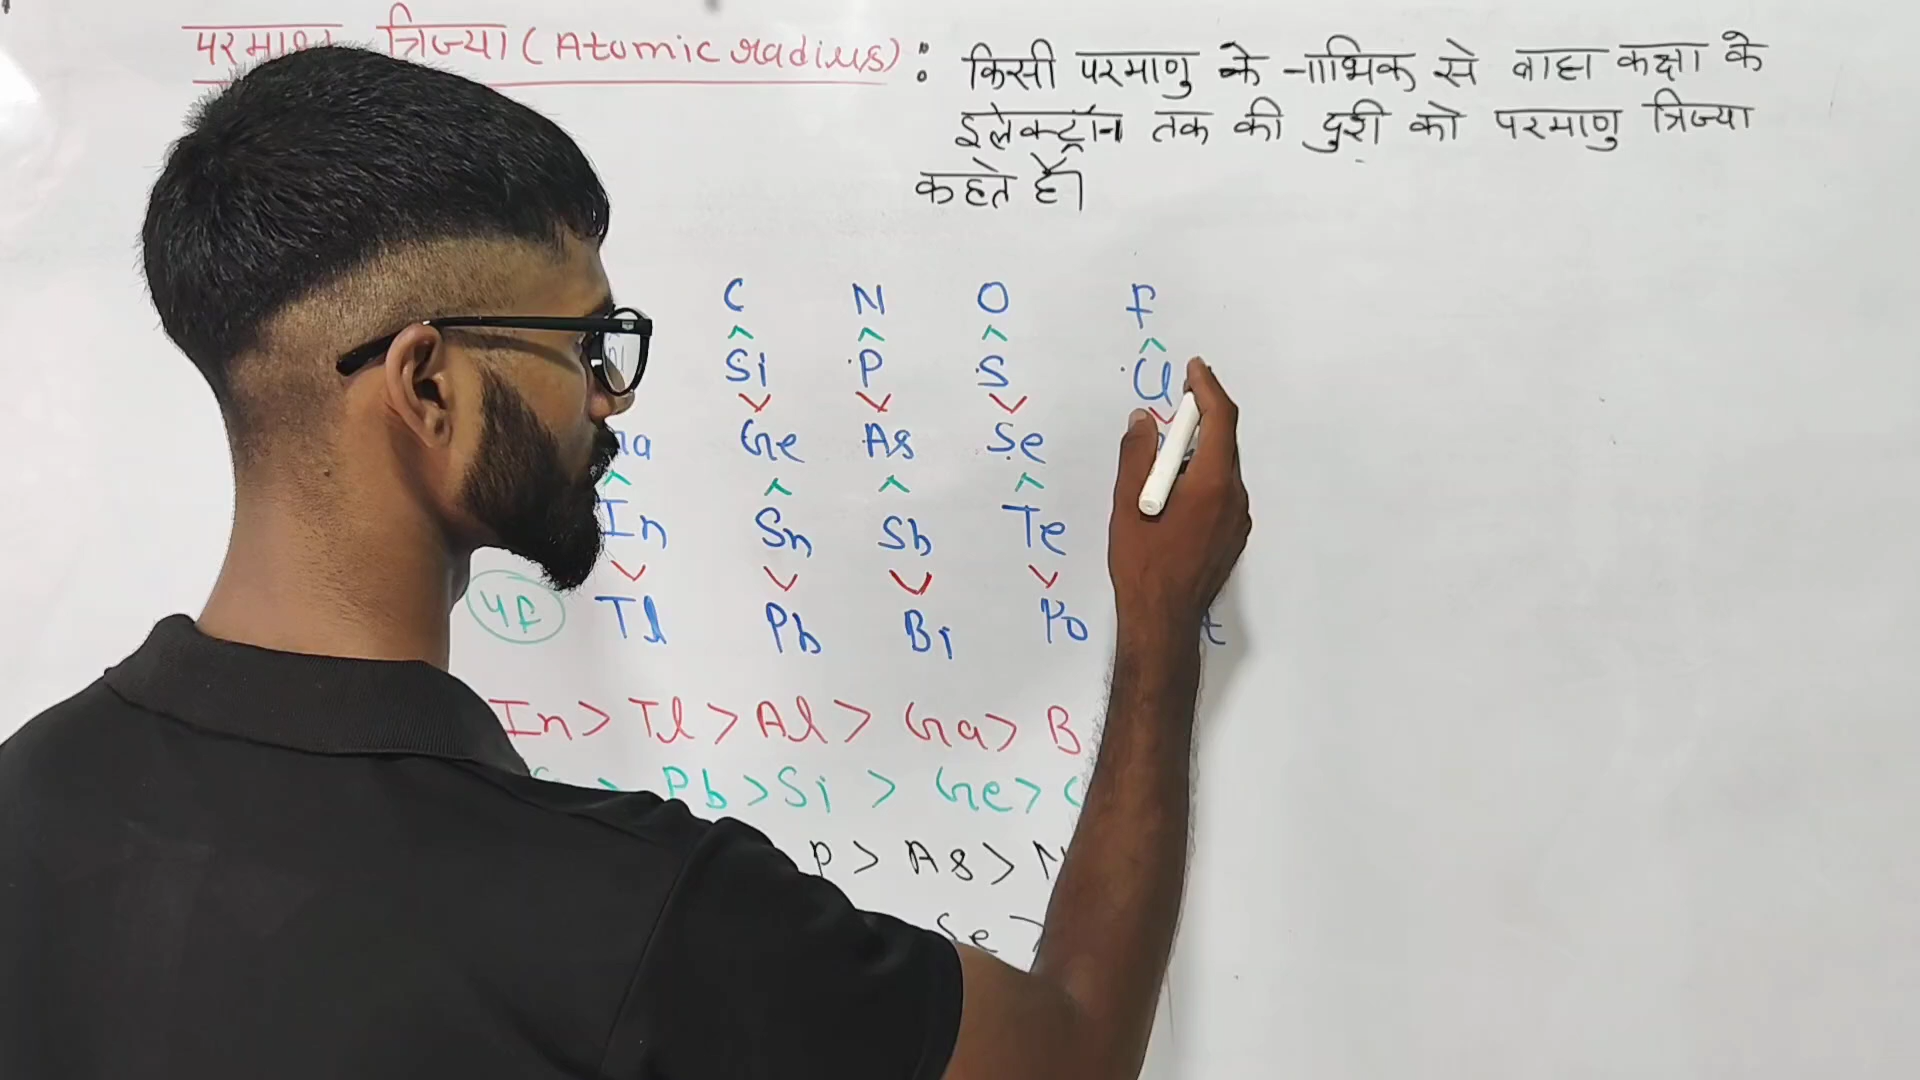 परमाणु त्रिज्या (Atomic radius) : किसी परमाणु के नाभिक से बाह्य कक्षा के
इलेक्ट्रॉन तक की दुरी को परमाणु त्रिज्या
कहते हैं।
C N O F
^ ^ ^ ^
Si P S Cl
v v v v
Ge As Se
^ ^ ^ ^
In Sn Sb Te
v v v v
4f Tl Pb Bi Po
In > Tl > Al > Ga > B
> Pb > Si > Ge >
P > As >
Se >